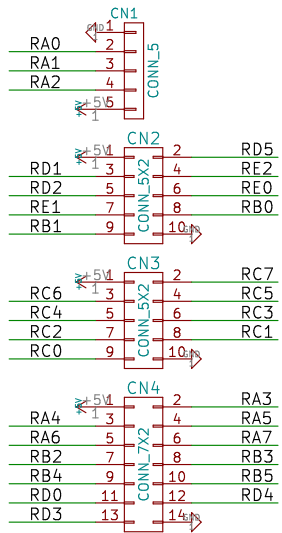 CN1
GND 1
RA0 2
RA1 3
RA2 4
+5V 1 5
CONN_5
CN2
+5V 1 1 2 RD5
RD1 3 4 RE2
RD2 5 6 RE0
RE1 7 8 RB0
RB1 9 10 GND
CONN_5X2
CN3
+5V 1 1 2 RC7
RC6 3 4 RC5
RC4 5 6 RC3
RC2 7 8 RC1
RC0 9 10 GND
CONN_5X2
CN4
+5V 1 1 2 RA3
RA4 3 4 RA5
RA6 5 6 RA7
RB2 7 8 RB3
RB4 9 10 RB5
RD0 11 12 RD4
RD3 13 14 GND
CONN_7X2